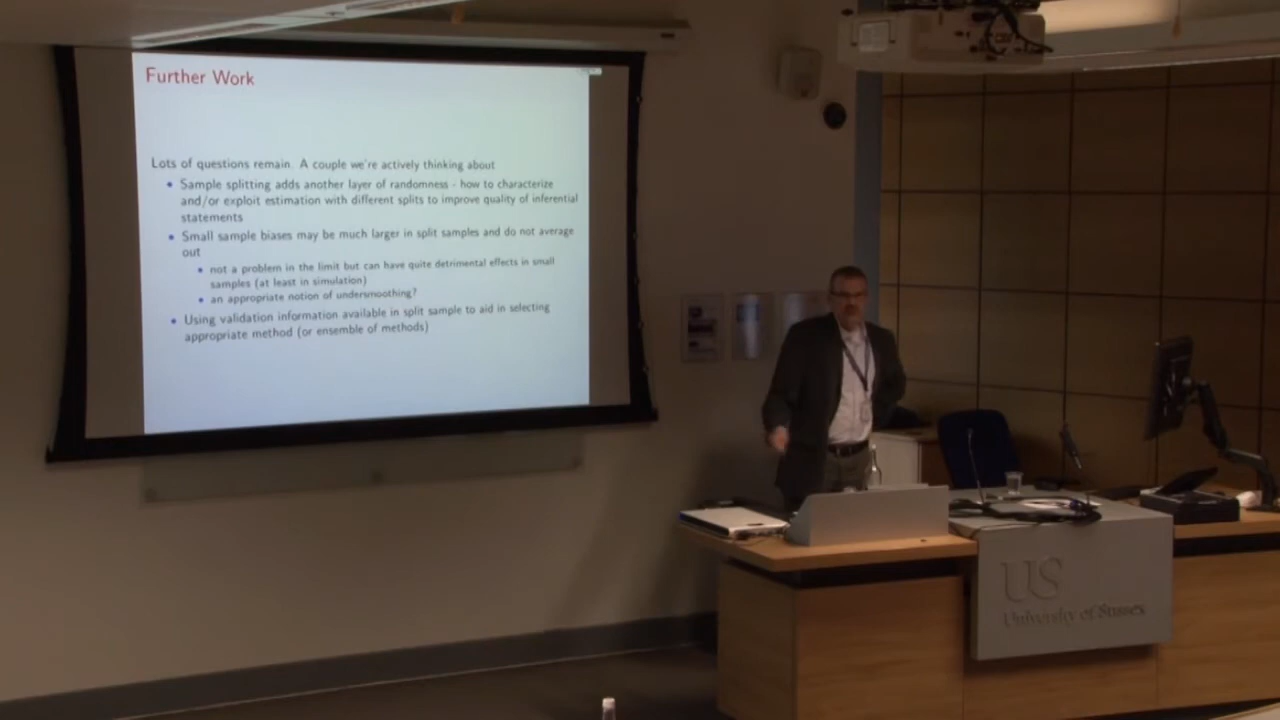 Further Work
Lots of questions remain. A couple we're actively thinking about
• Sample splitting adds another layer of randomness - how to characterize
and/or exploit estimation with different splits to improve quality of inferential
statements
• Small sample biases may be much larger in split samples and do not average
out
• not a problem in the limit but can have quite detrimental effects in small
samples (at least in simulation)
• an appropriate notion of undersmoothing?
• Using validation information available in split sample to aid in selecting
appropriate method (or ensemble of methods)
US
University of Sussex